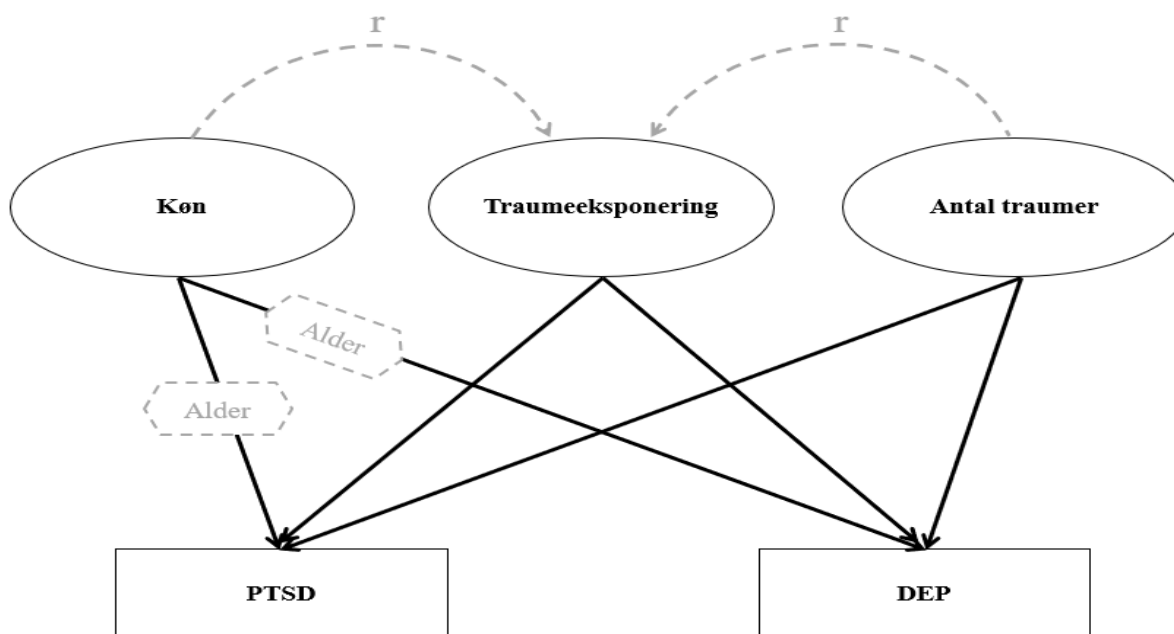 r
r
Køn
Traumeeksponering
Antal traumer
Alder
Alder
PTSD
DEP